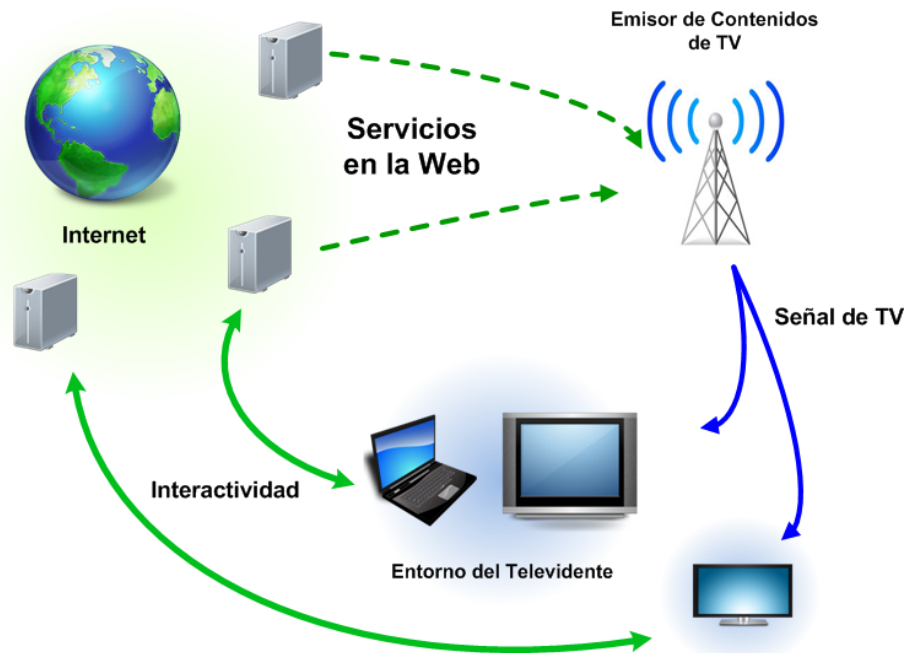 Emisor de Contenidos
de TV
Servicios
en la Web
Internet
Señal de TV
Interactividad
Entorno del Televidente